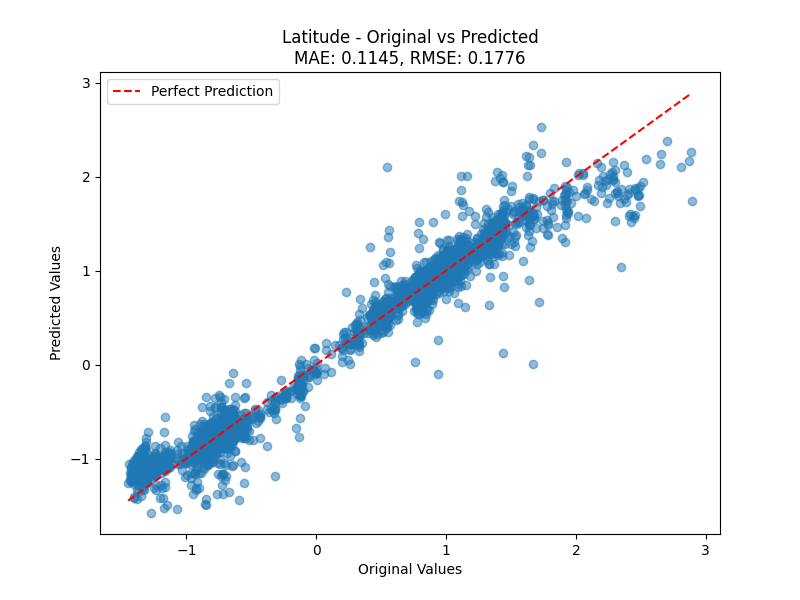 Latitude - Original vs Predicted
MAE: 0.1145, RMSE: 0.1776
Perfect Prediction
3
2
1
0
−1
Predicted Values
−1 0 1 2 3
Original Values